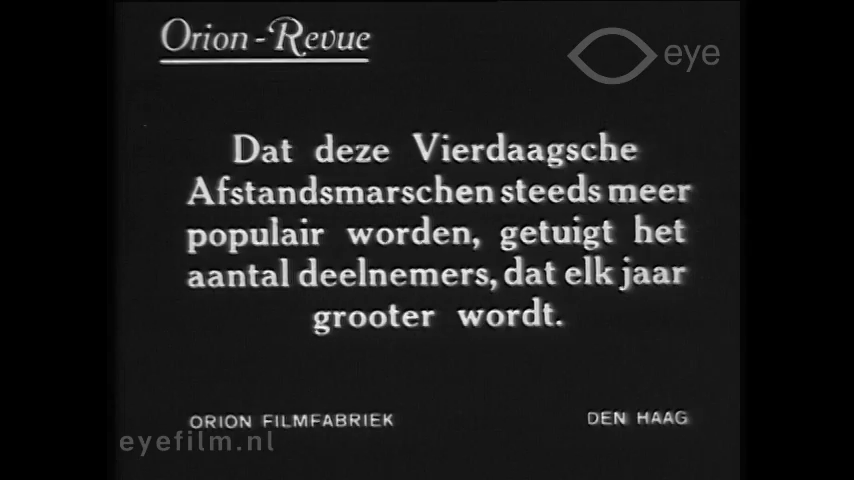 Orion-Revue
eye
Dat deze Vierdaagsche
Afstandsmarschen steeds meer
populair worden, getuigt het
aantal deelnemers, dat elk jaar
grooter wordt.
ORION FILMFABRIEK DEN HAAG
eyefilm.nl